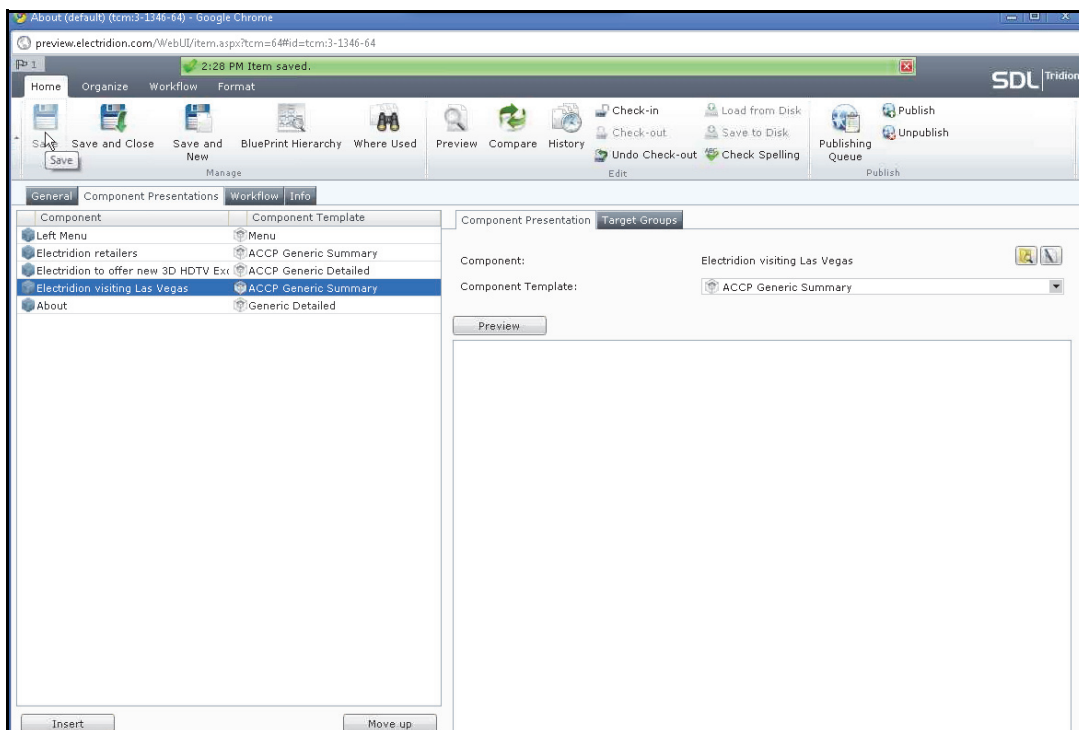 About (default) (tcm:3-1346-64) - Google Chrome
preview.electridion.com/WebUI/item.aspx?tcm=64#id=tcm:3-1346-64
1
2:28 PM Item saved.
SDL Tridion
Home Organize Workflow Format
Save
Save and Close
Save and New
BluePrint Hierarchy
Where Used
Manage
Save
Preview
Compare
History
Check-in
Check-out
Undo Check-out
Load from Disk
Save to Disk
Check Spelling
Edit
Publishing Queue
Publish
Unpublish
Publish
General Component Presentations Workflow Info
Component Component Template
Left Menu Menu
Electridion retailers ACCP Generic Summary
Electridion to offer new 3D HDTV Ex ACCP Generic Detailed
Electridion visiting Las Vegas ACCP Generic Summary
About Generic Detailed
Insert Move up
Component Presentation Target Groups
Component: Electridion visiting Las Vegas
Component Template: ACCP Generic Summary
Preview